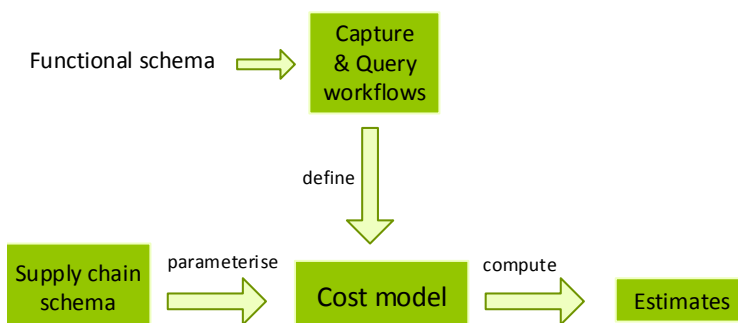 Functional schema
Capture
& Query
workflows
define
Supply chain
schema
parameterise
Cost model
compute
Estimates